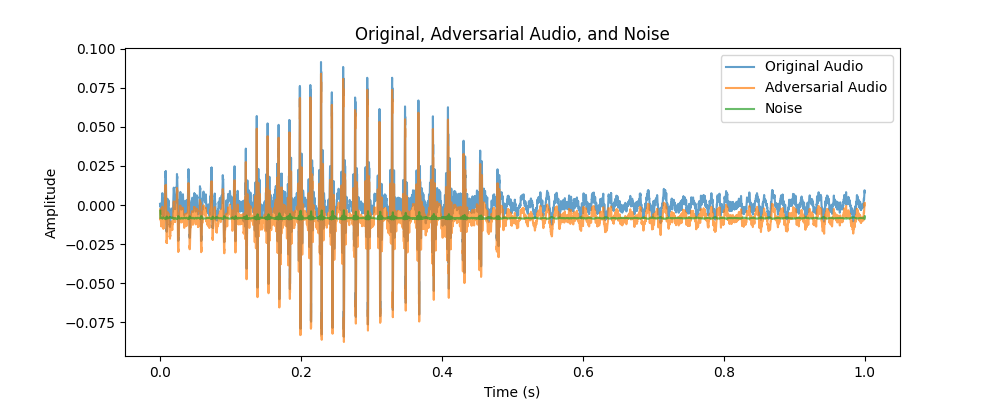 Original, Adversarial Audio, and Noise
0.100
0.075
0.050
0.025
0.000
−0.025
−0.050
−0.075
Amplitude
Original Audio
Adversarial Audio
Noise
0.0 0.2 0.4 0.6 0.8 1.0
Time (s)